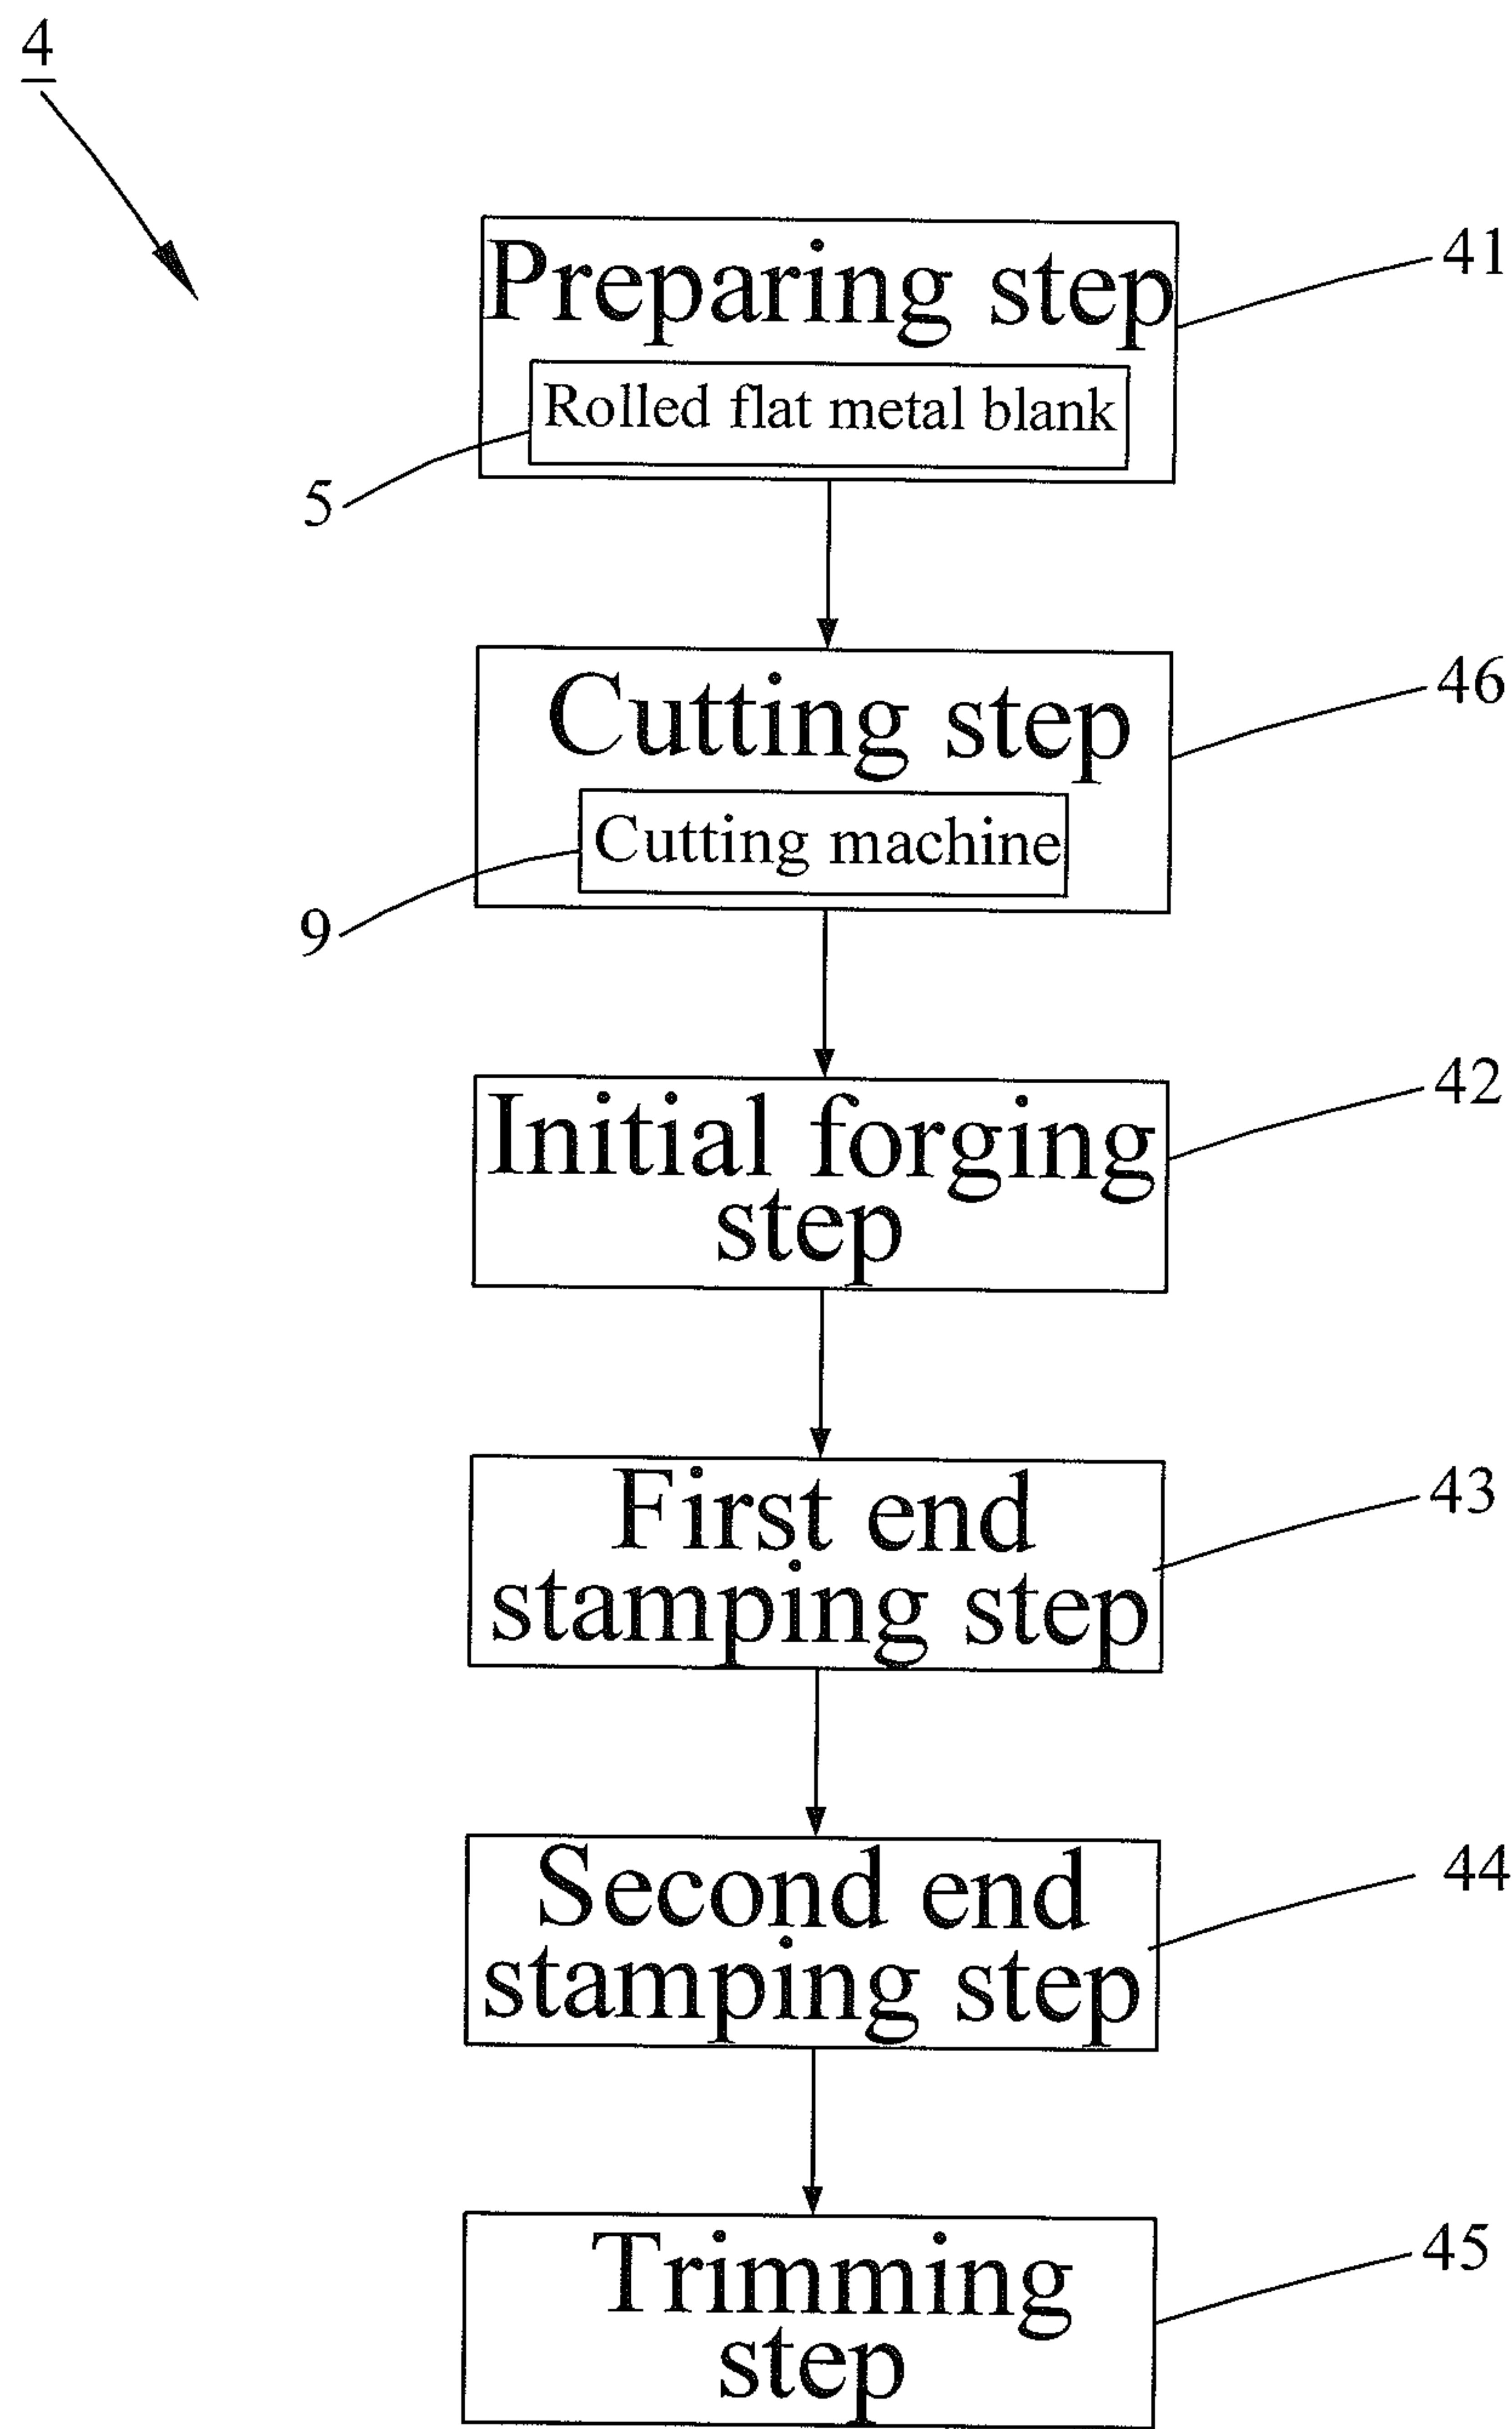 4
Preparing step
41
Rolled flat metal blank
5
Cutting step
46
Cutting machine
9
Initial forging
step
42
First end
stamping step
43
Second end
stamping step
44
Trimming
step
45